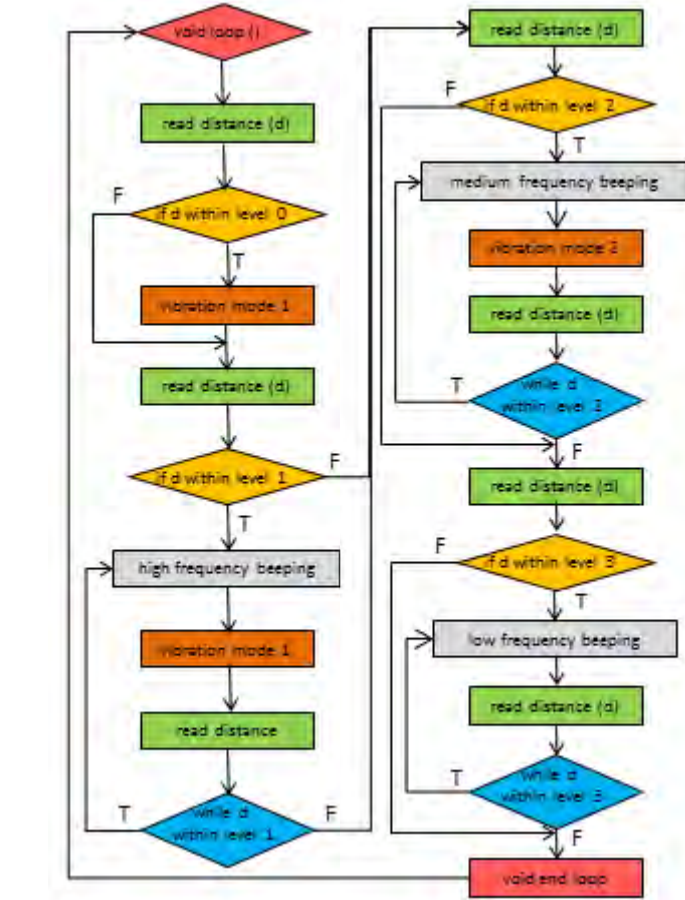 void loop ()
read distance (d)
F
if d within level 0
T
vibration mode 1
read distance (d)
if d within level 1
F
T
high frequency beeping
vibration mode 1
read distance
while d
within level 1
T
F
read distance (d)
F
if d within level 2
T
medium frequency beeping
vibration mode 2
read distance (d)
T
while d
within level 2
F
read distance (d)
F
if d within level 3
T
low frequency beeping
read distance (d)
T
while d
within level 3
F
void end loop